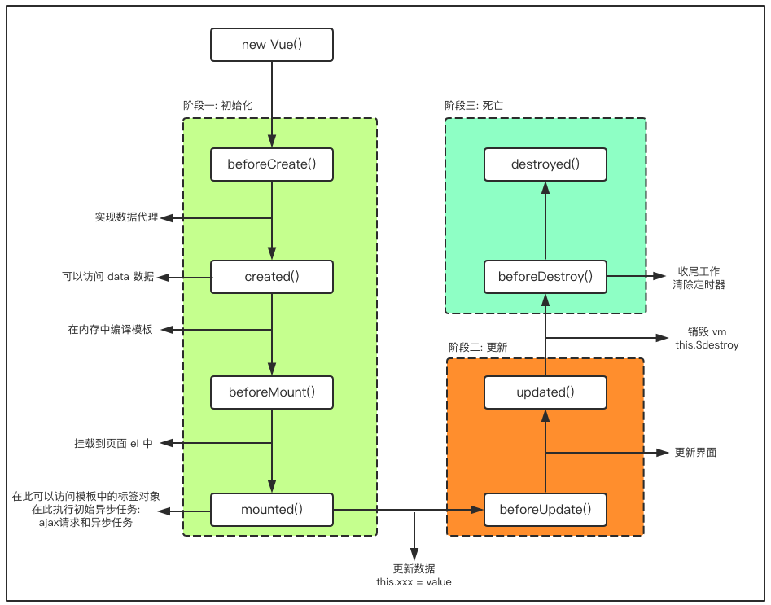 new Vue()
阶段一: 初始化
beforeCreate()
实现数据代理
created()
可以访问 data 数据
在内存中编译模板
beforeMount()
挂载到页面 el 中
mounted()
在此可以访问模板中的标签对象
在此执行初始异步任务:
ajax请求和异步任务
更新数据
this.xxx = value
阶段二: 更新
beforeUpdate()
更新界面
updated()
销毁 vm
this.$destroy
阶段三: 死亡
beforeDestroy()
收尾工作
清除定时器
destroyed()